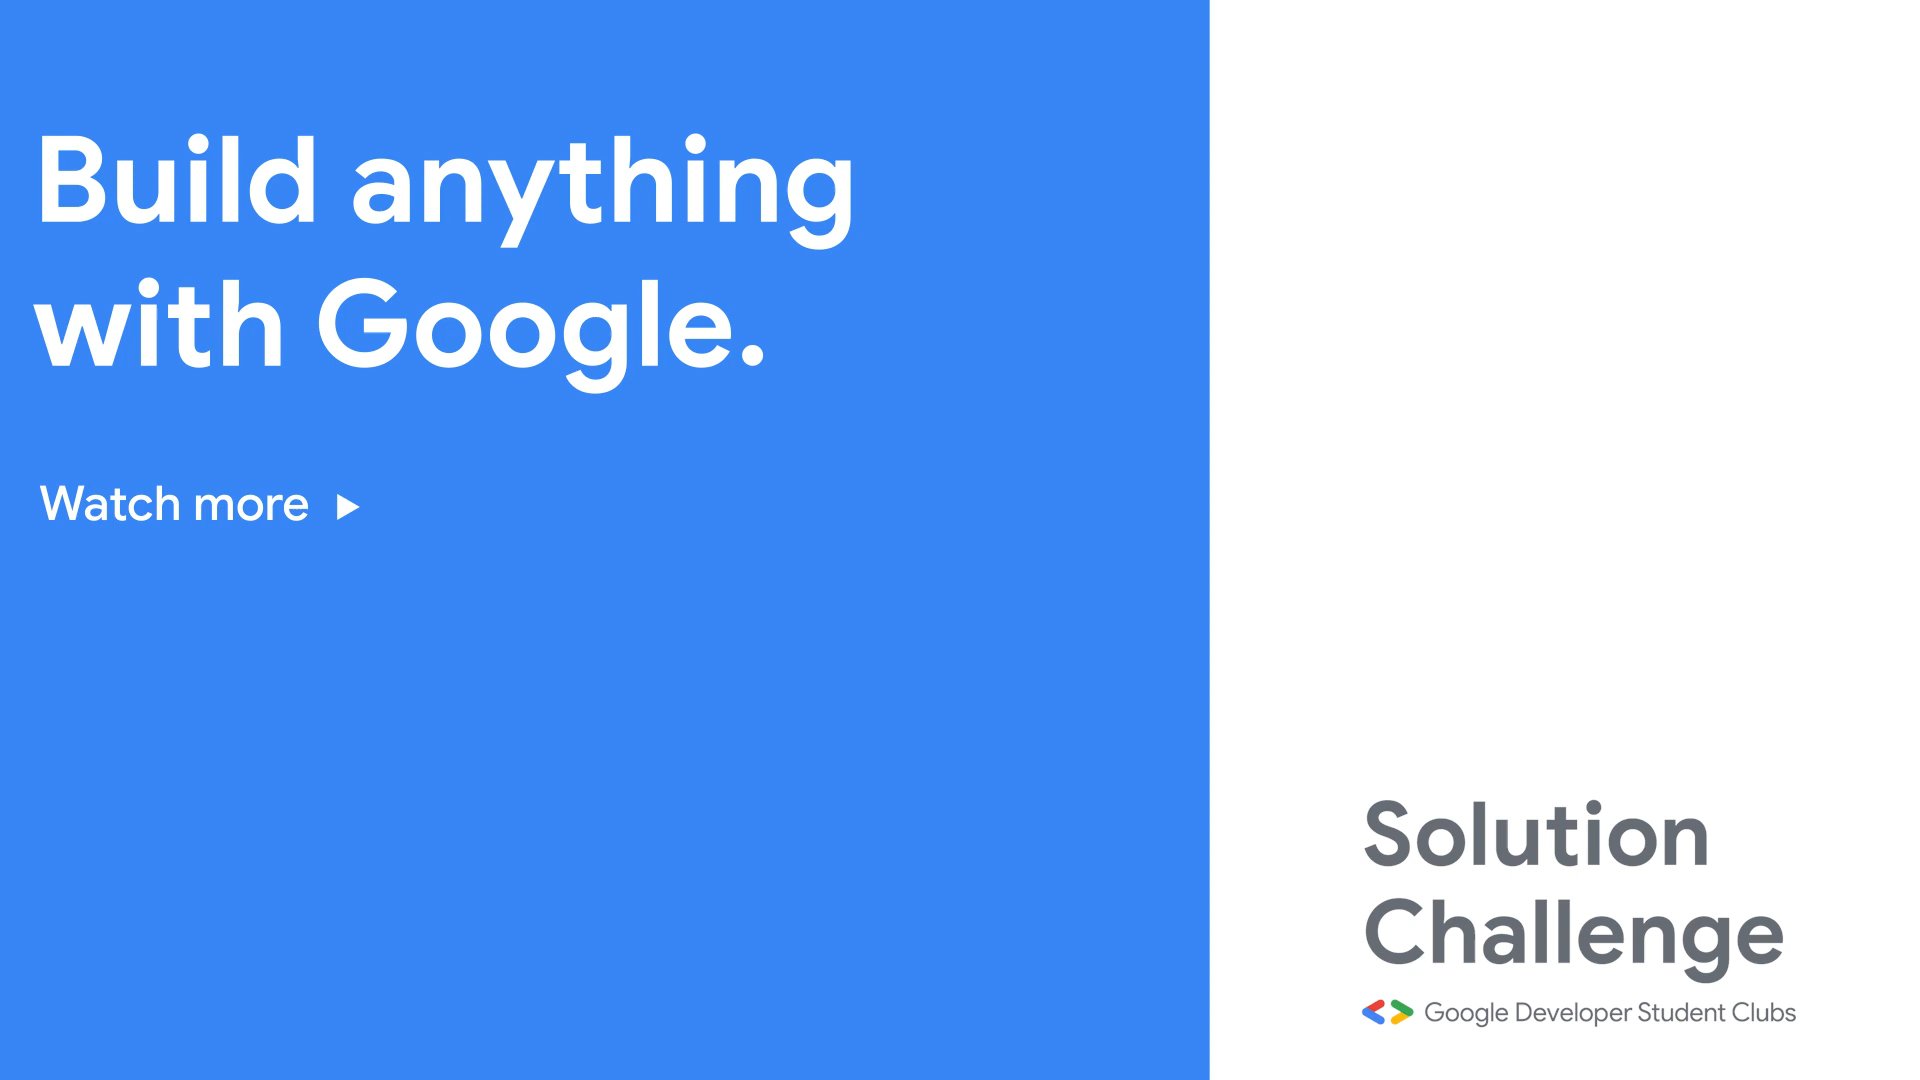 Build anything
with Google.
Watch more
Solution
Challenge
Google Developer Student Clubs